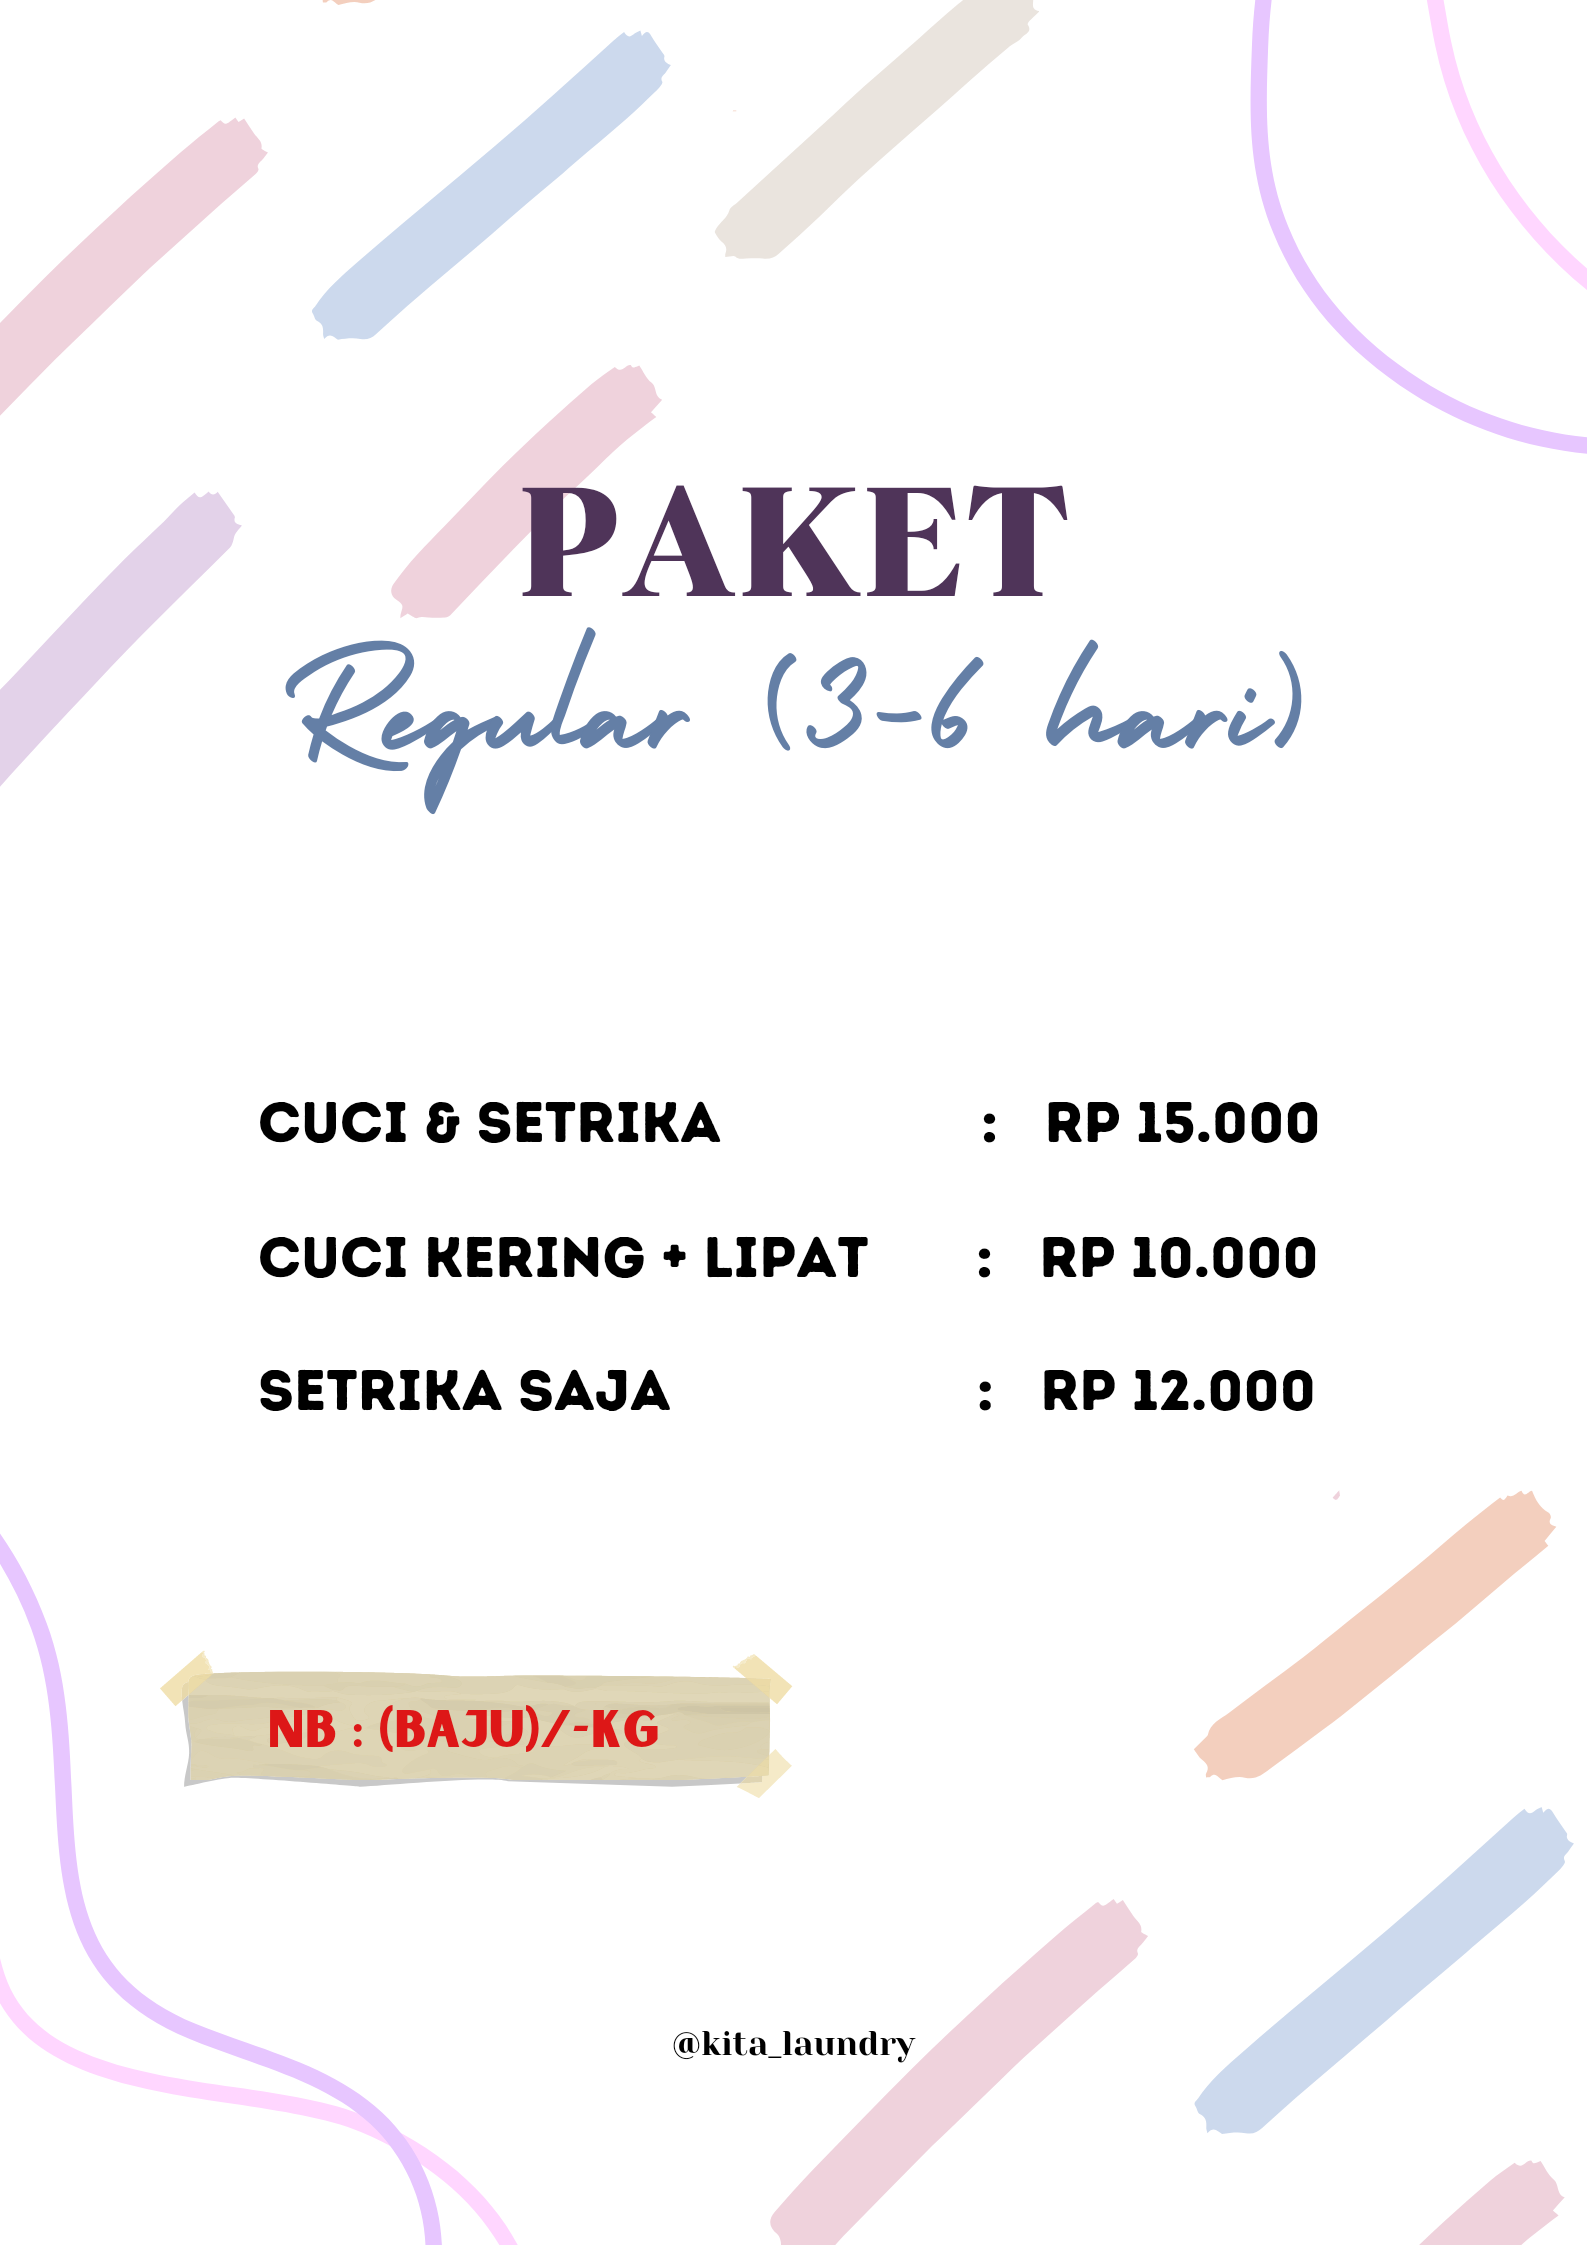 PAKET
Regular (3-6 hari)
CUCI & SETRIKA : RP 15.000
CUCI KERING + LIPAT : RP 10.000
SETRIKA SAJA : RP 12.000
NB : (BAJU)/-KG
@kita_laundry